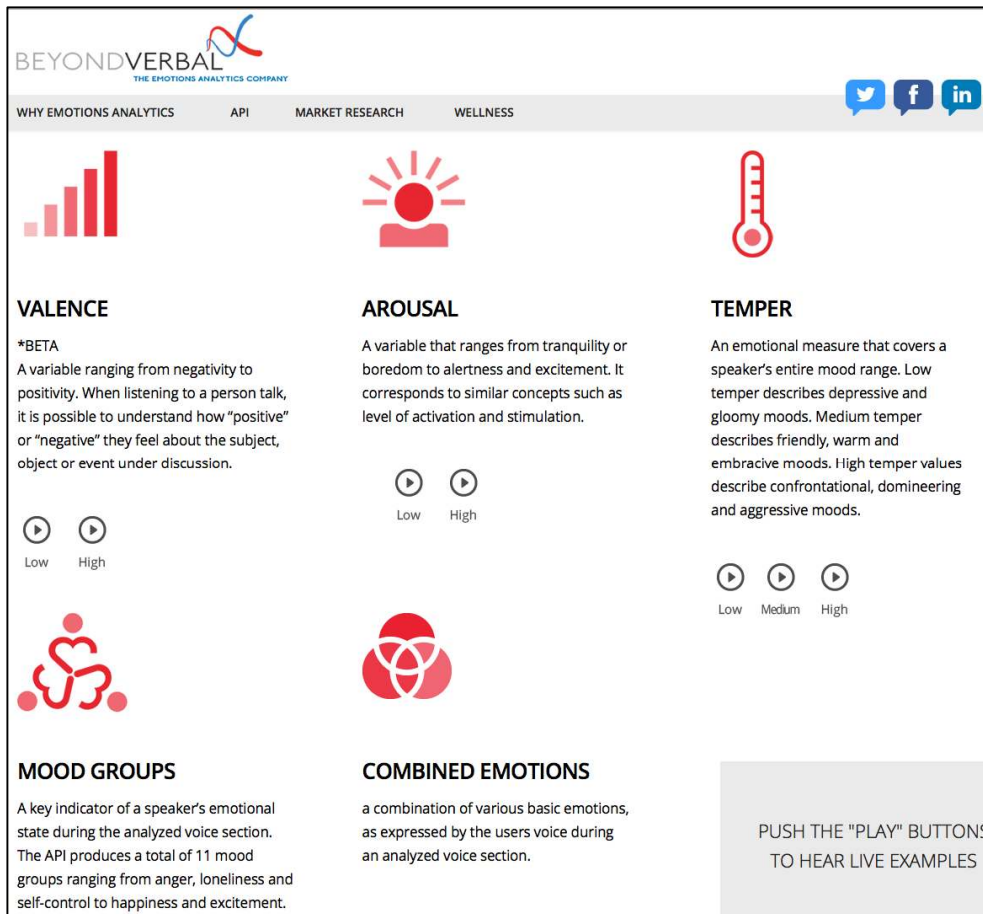 BEYONDVERBAL
THE EMOTIONS ANALYTICS COMPANY
WHY EMOTIONS ANALYTICS API MARKET RESEARCH WELLNESS
VALENCE
*BETA
A variable ranging from negativity to
positivity. When listening to a person talk,
it is possible to understand how “positive”
or “negative” they feel about the subject,
object or event under discussion.
Low High
AROUSAL
A variable that ranges from tranquility or
boredom to alertness and excitement. It
corresponds to similar concepts such as
level of activation and stimulation.
Low High
TEMPER
An emotional measure that covers a
speaker’s entire mood range. Low
temper describes depressive and
gloomy moods. Medium temper
describes friendly, warm and
embracive moods. High temper values
describe confrontational, domineering
and aggressive moods.
Low Medium High
MOOD GROUPS
A key indicator of a speaker’s emotional
state during the analyzed voice section.
The API produces a total of 11 mood
groups ranging from anger, loneliness and
self-control to happiness and excitement.
COMBINED EMOTIONS
a combination of various basic emotions,
as expressed by the users voice during
an analyzed voice section.
PUSH THE "PLAY" BUTTONS
TO HEAR LIVE EXAMPLES